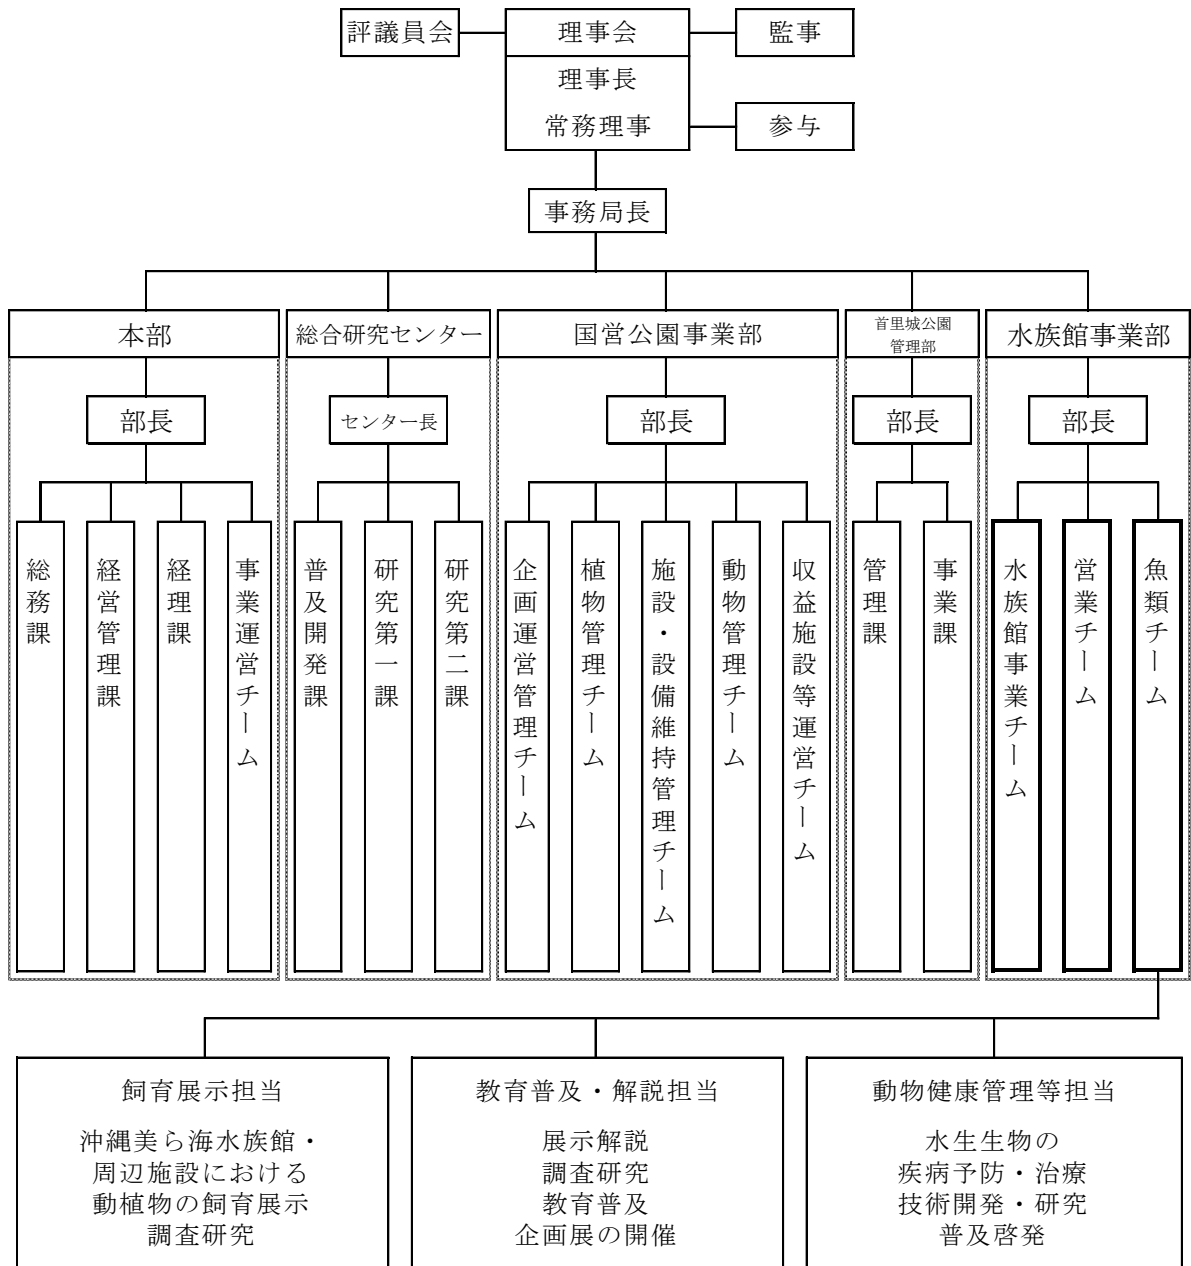 評議員会
理事会
監事
理事長
常務理事
参与
事務局長
本部
総合研究センター
国営公園事業部
首里城公園
管理部
水族館事業部
部長
センター長
部長
部長
部長
総務課
経営管理課
経理課
事業運営チーム
普及開発課
研究第一課
研究第二課
企画運営管理チーム
植物管理チーム
施設・設備維持管理チーム
動物管理チーム
収益施設等運営チーム
管理課
事業課
水族館事業チーム
営業チーム
魚類チーム
飼育展示担当
沖縄美ら海水族館・
周辺施設における
動植物の飼育展示
調査研究
教育普及・解説担当
展示解説
調査研究
教育普及
企画展の開催
動物健康管理等担当
水生生物の
疾病予防・治療
技術開発・研究
普及啓発